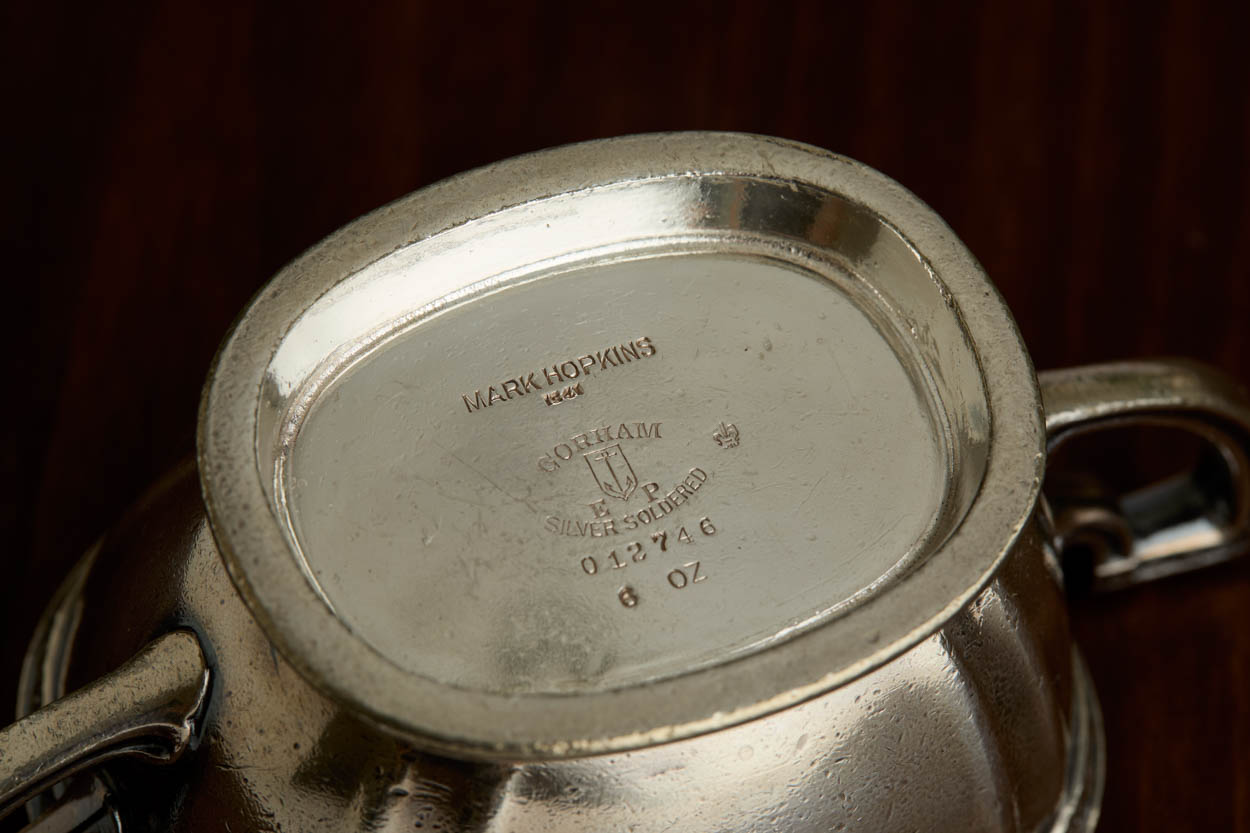 MARK HOPKINS
GORHAM
E P
SILVER SOLDERED
012746
6 OZ